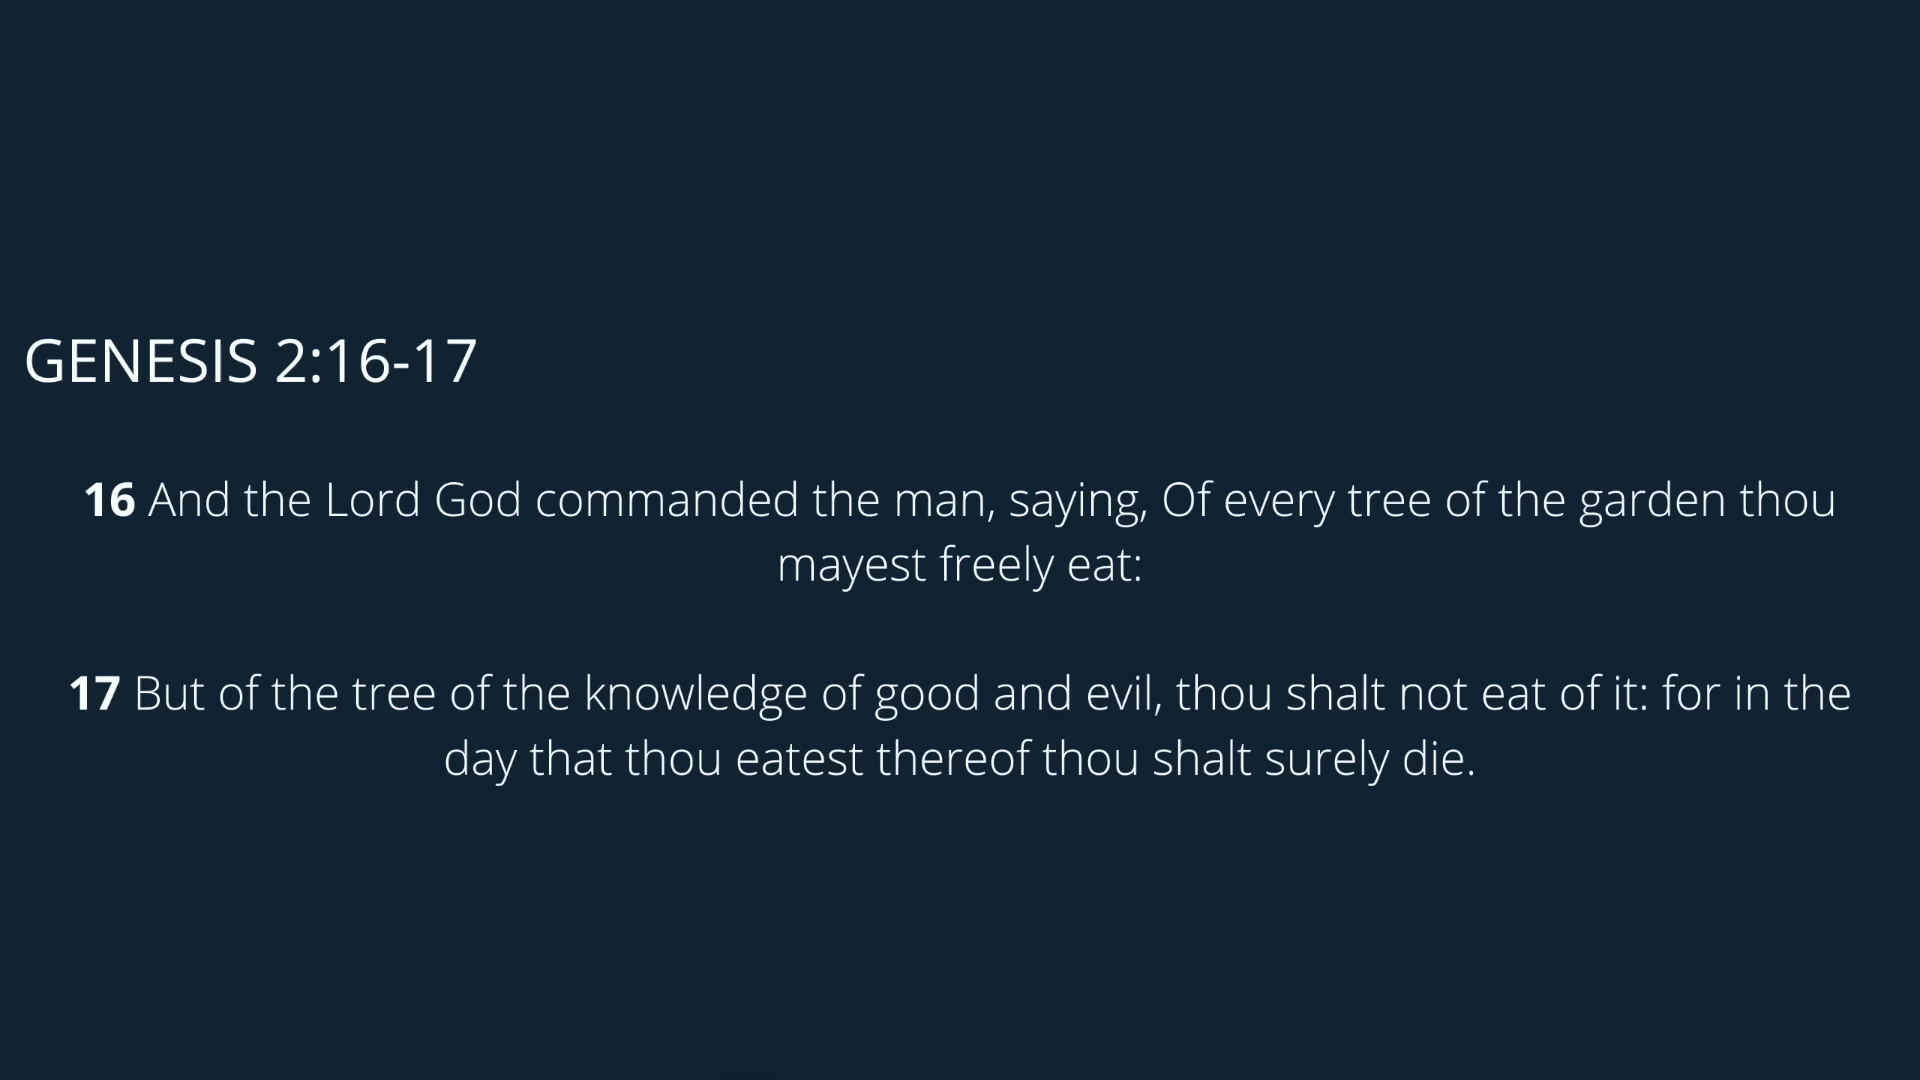 GENESIS 2:16-17
16 And the Lord God commanded the man, saying, Of every tree of the garden thou
mayest freely eat:
17 But of the tree of the knowledge of good and evil, thou shalt not eat of it: for in the
day that thou eatest thereof thou shalt surely die.